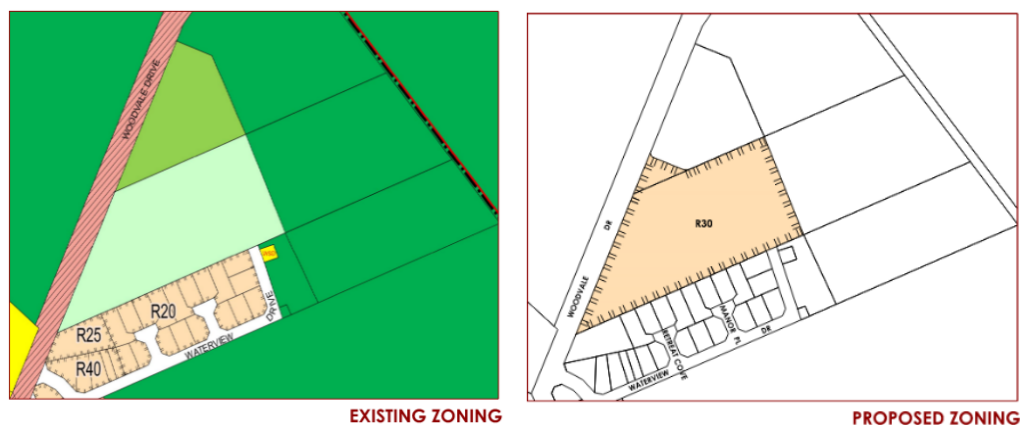 WOODVALE DRIVE
R20
R25
R40
WATERVIEW
DRIVE
EXISTING ZONING
DR
WOODVALE
R30
MANOR PL
RETREAT COVE
DR
WATERVIEW
PROPOSED ZONING